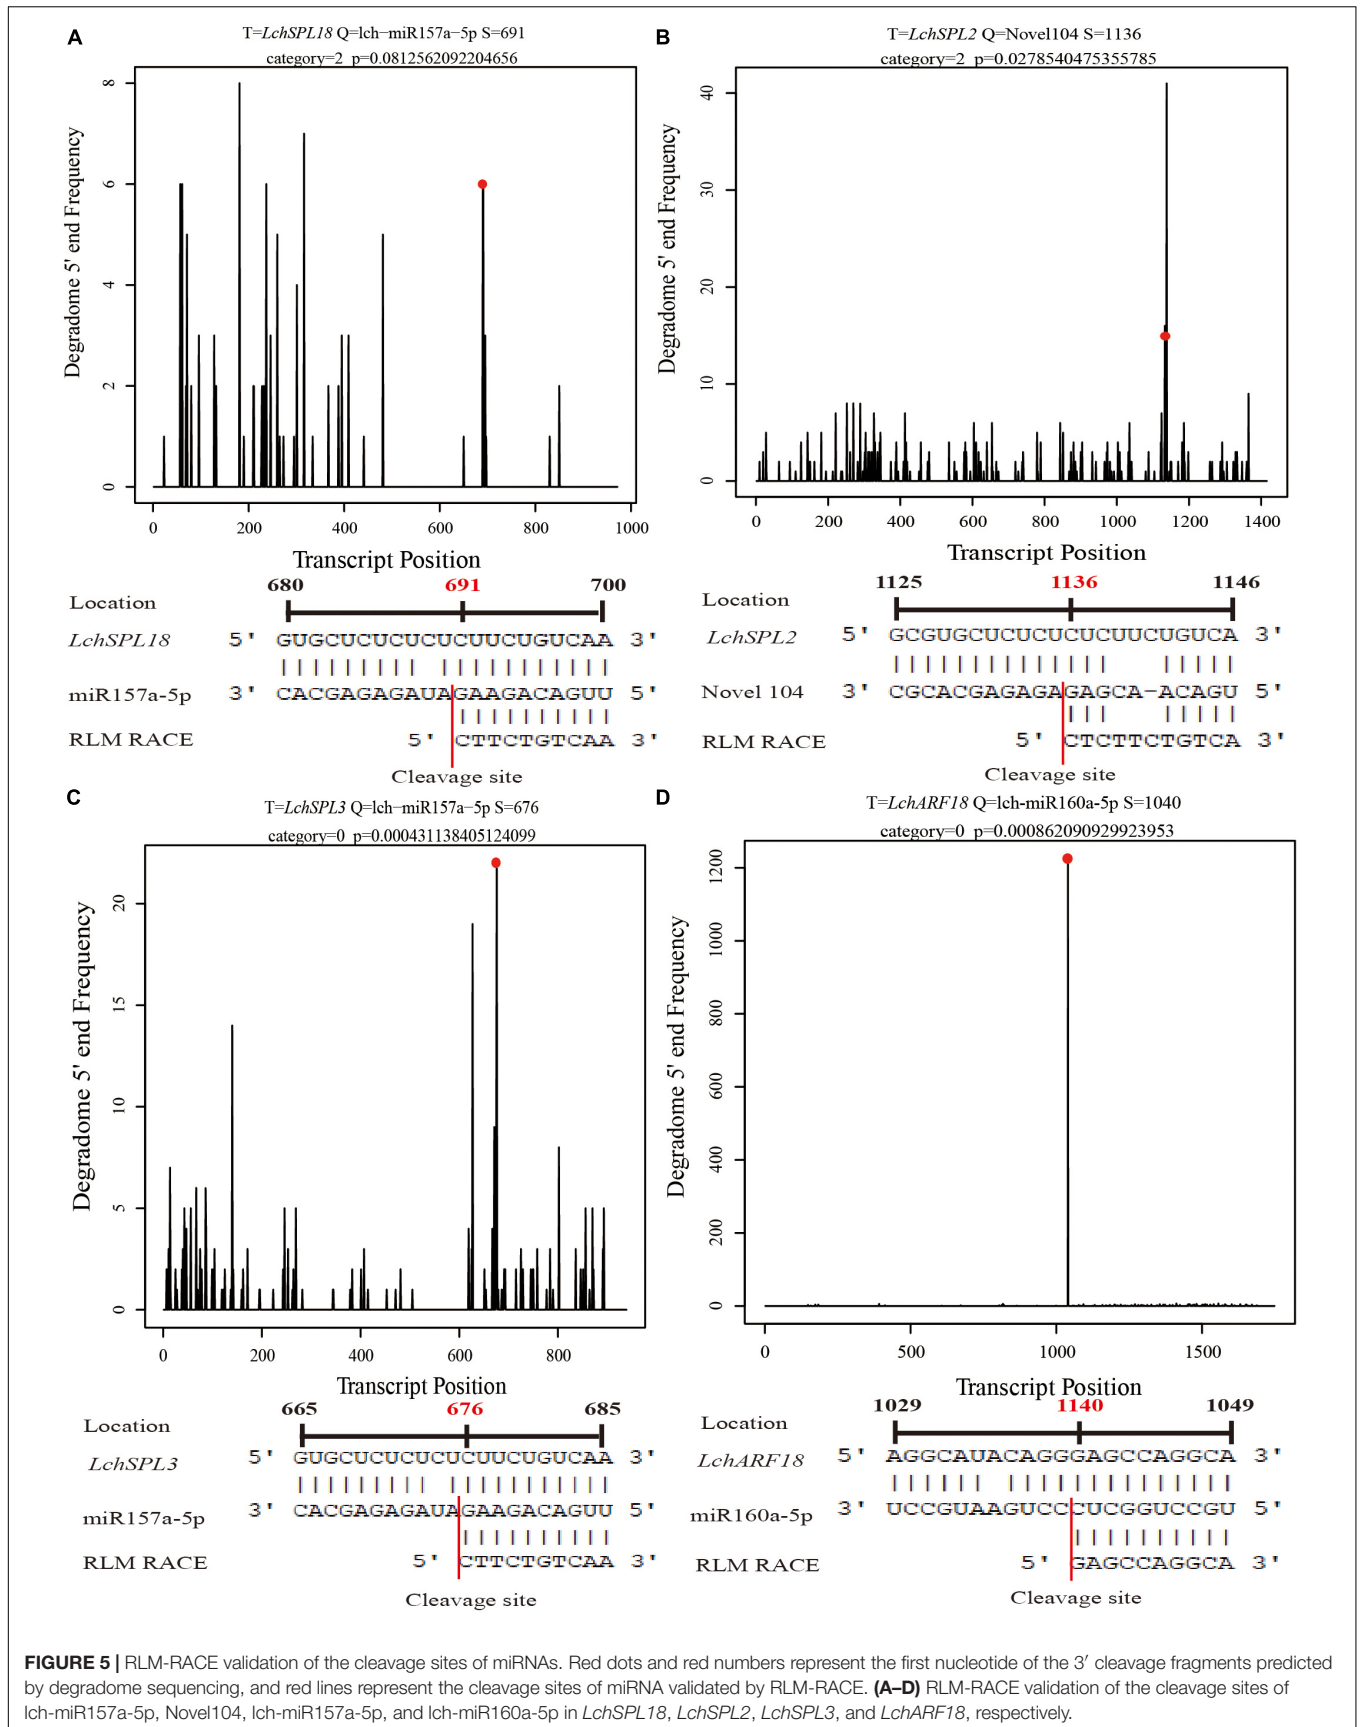 A
T=LchSPL18 Q=lch−miR157a−5p S=691
category=2 p=0.0812562092204656
Degradome 5' end Frequency
8
6
4
2
0
0 200 400 600 800 1000
Transcript Position
680 691 700
Location
LchSPL18 5' GUGCUCUCUCUCUUCUGUCAA 3'
miR157a-5p 3' CACGAGAGAUAGAAGACAGUU 5'
RLM RACE 5' CTTCTGTCAA 3'
Cleavage site
B
T=LchSPL2 Q=Novel104 S=1136
category=2 p=0.0278540475355785
Degradome 5' end Frequency
40
30
20
10
0
0 200 400 600 800 1000 1200 1400
Transcript Position
1125 1136 1146
Location
LchSPL2 5' GCGUGCUCUCUCUCUUCUGUCA 3'
Novel 104 3' CGCACGAGAGAGAGCA-ACAGU 5'
RLM RACE 5' CTCTTCTGTCA 3'
Cleavage site
C
T=LchSPL3 Q=lch−miR157a−5p S=676
category=0 p=0.000431138405124099
Degradome 5' end Frequency
20
15
10
5
0
0 200 400 600 800
Transcript Position
665 676 685
Location
LchSPL3 5' GUGCUCUCUCUCUUCUGUCAA 3'
miR157a-5p 3' CACGAGAGAUAGAAGACAGUU 5'
RLM RACE 5' CTTCTGTCAA 3'
Cleavage site
D
T=LchARF18 Q=lch-miR160a-5p S=1040
category=0 p=0.000862090929923953
Degradome 5' end Frequency
1200
1000
800
600
400
200
0
0 500 1000 1500
Transcript Position
1029 1140 1049
Location
LchARF18 5' AGGCAUACAGGGAGCCAGGCA 3'
miR160a-5p 3' UCCGUAAGUCCCUCGGUCCGU 5'
RLM RACE 5' GAGCCAGGCA 3'
Cleavage site
FIGURE 5 | RLM-RACE validation of the cleavage sites of miRNAs. Red dots and red numbers represent the first nucleotide of the 3′ cleavage fragments predicted
by degradome sequencing, and red lines represent the cleavage sites of miRNA validated by RLM-RACE. (A–D) RLM-RACE validation of the cleavage sites of
lch-miR157a-5p, Novel104, lch-miR157a-5p, and lch-miR160a-5p in LchSPL18, LchSPL2, LchSPL3, and LchARF18, respectively.